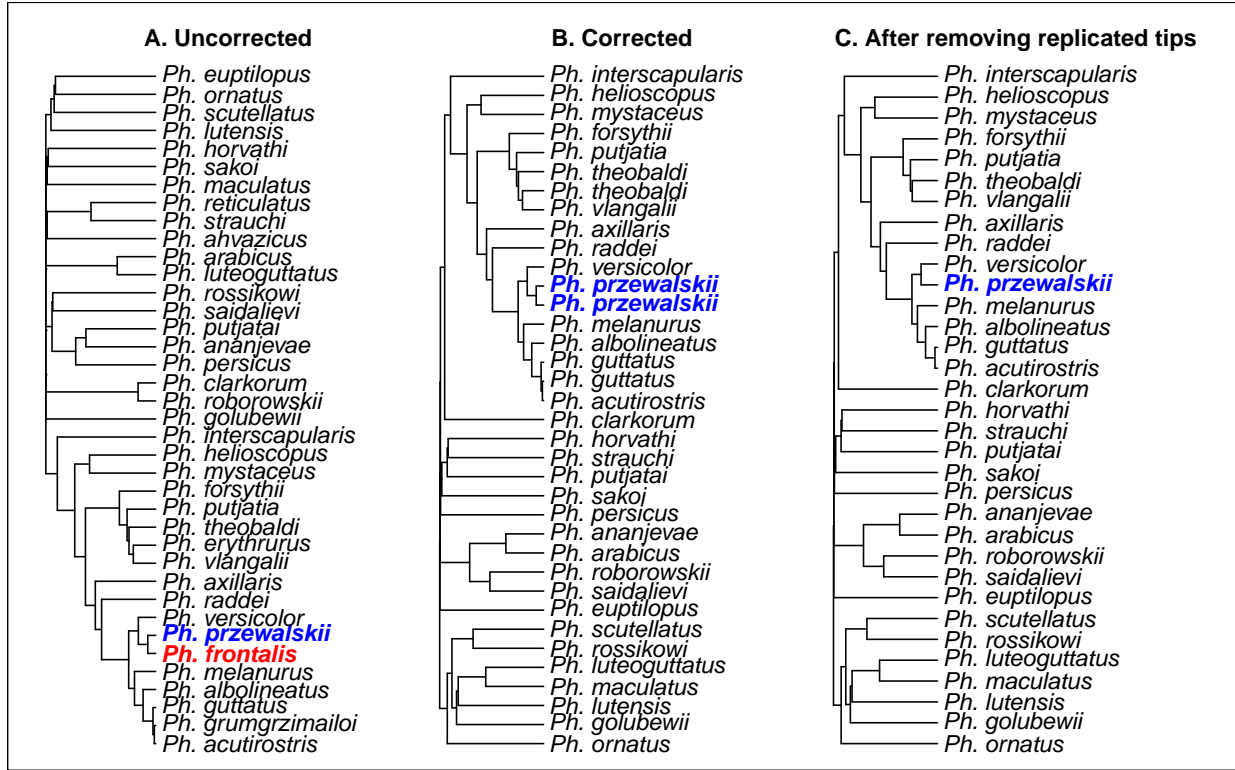 A. Uncorrected
Ph. euptilopus
Ph. ornatus
Ph. scutellatus
Ph. lutensis
Ph. horvathi
Ph. sakoi
Ph. maculatus
Ph. reticulatus
Ph. strauchi
Ph. ahvazicus
Ph. arabicus
Ph. luteoguttatus
Ph. rossikowi
Ph. saidalievi
Ph. putjatai
Ph. ananjevae
Ph. persicus
Ph. clarkorum
Ph. roborowskii
Ph. golubewii
Ph. interscapularis
Ph. helioscopus
Ph. mystaceus
Ph. forsythii
Ph. putjatia
Ph. theobaldi
Ph. erythrurus
Ph. vlangalii
Ph. axillaris
Ph. raddei
Ph. versicolor
Ph. przewalskii
Ph. frontalis
Ph. melanurus
Ph. albolineatus
Ph. guttatus
Ph. grumgrzimailoi
Ph. acutirostris
B. Corrected
Ph. interscapularis
Ph. helioscopus
Ph. mystaceus
Ph. forsythii
Ph. putjatia
Ph. theobaldi
Ph. theobaldi
Ph. vlangalii
Ph. axillaris
Ph. raddei
Ph. versicolor
Ph. przewalskii
Ph. przewalskii
Ph. melanurus
Ph. albolineatus
Ph. guttatus
Ph. guttatus
Ph. acutirostris
Ph. clarkorum
Ph. horvathi
Ph. strauchi
Ph. putjatai
Ph. sakoi
Ph. persicus
Ph. ananjevae
Ph. arabicus
Ph. roborowskii
Ph. saidalievi
Ph. euptilopus
Ph. scutellatus
Ph. rossikowi
Ph. luteoguttatus
Ph. maculatus
Ph. lutensis
Ph. golubewii
Ph. ornatus
C. After removing replicated tips
Ph. interscapularis
Ph. helioscopus
Ph. mystaceus
Ph. forsythii
Ph. putjatia
Ph. theobaldi
Ph. vlangalii
Ph. axillaris
Ph. raddei
Ph. versicolor
Ph. przewalskii
Ph. melanurus
Ph. albolineatus
Ph. guttatus
Ph. acutirostris
Ph. clarkorum
Ph. horvathi
Ph. strauchi
Ph. putjatai
Ph. sakoi
Ph. persicus
Ph. ananjevae
Ph. arabicus
Ph. roborowskii
Ph. saidalievi
Ph. euptilopus
Ph. scutellatus
Ph. rossikowi
Ph. luteoguttatus
Ph. maculatus
Ph. lutensis
Ph. golubewii
Ph. ornatus